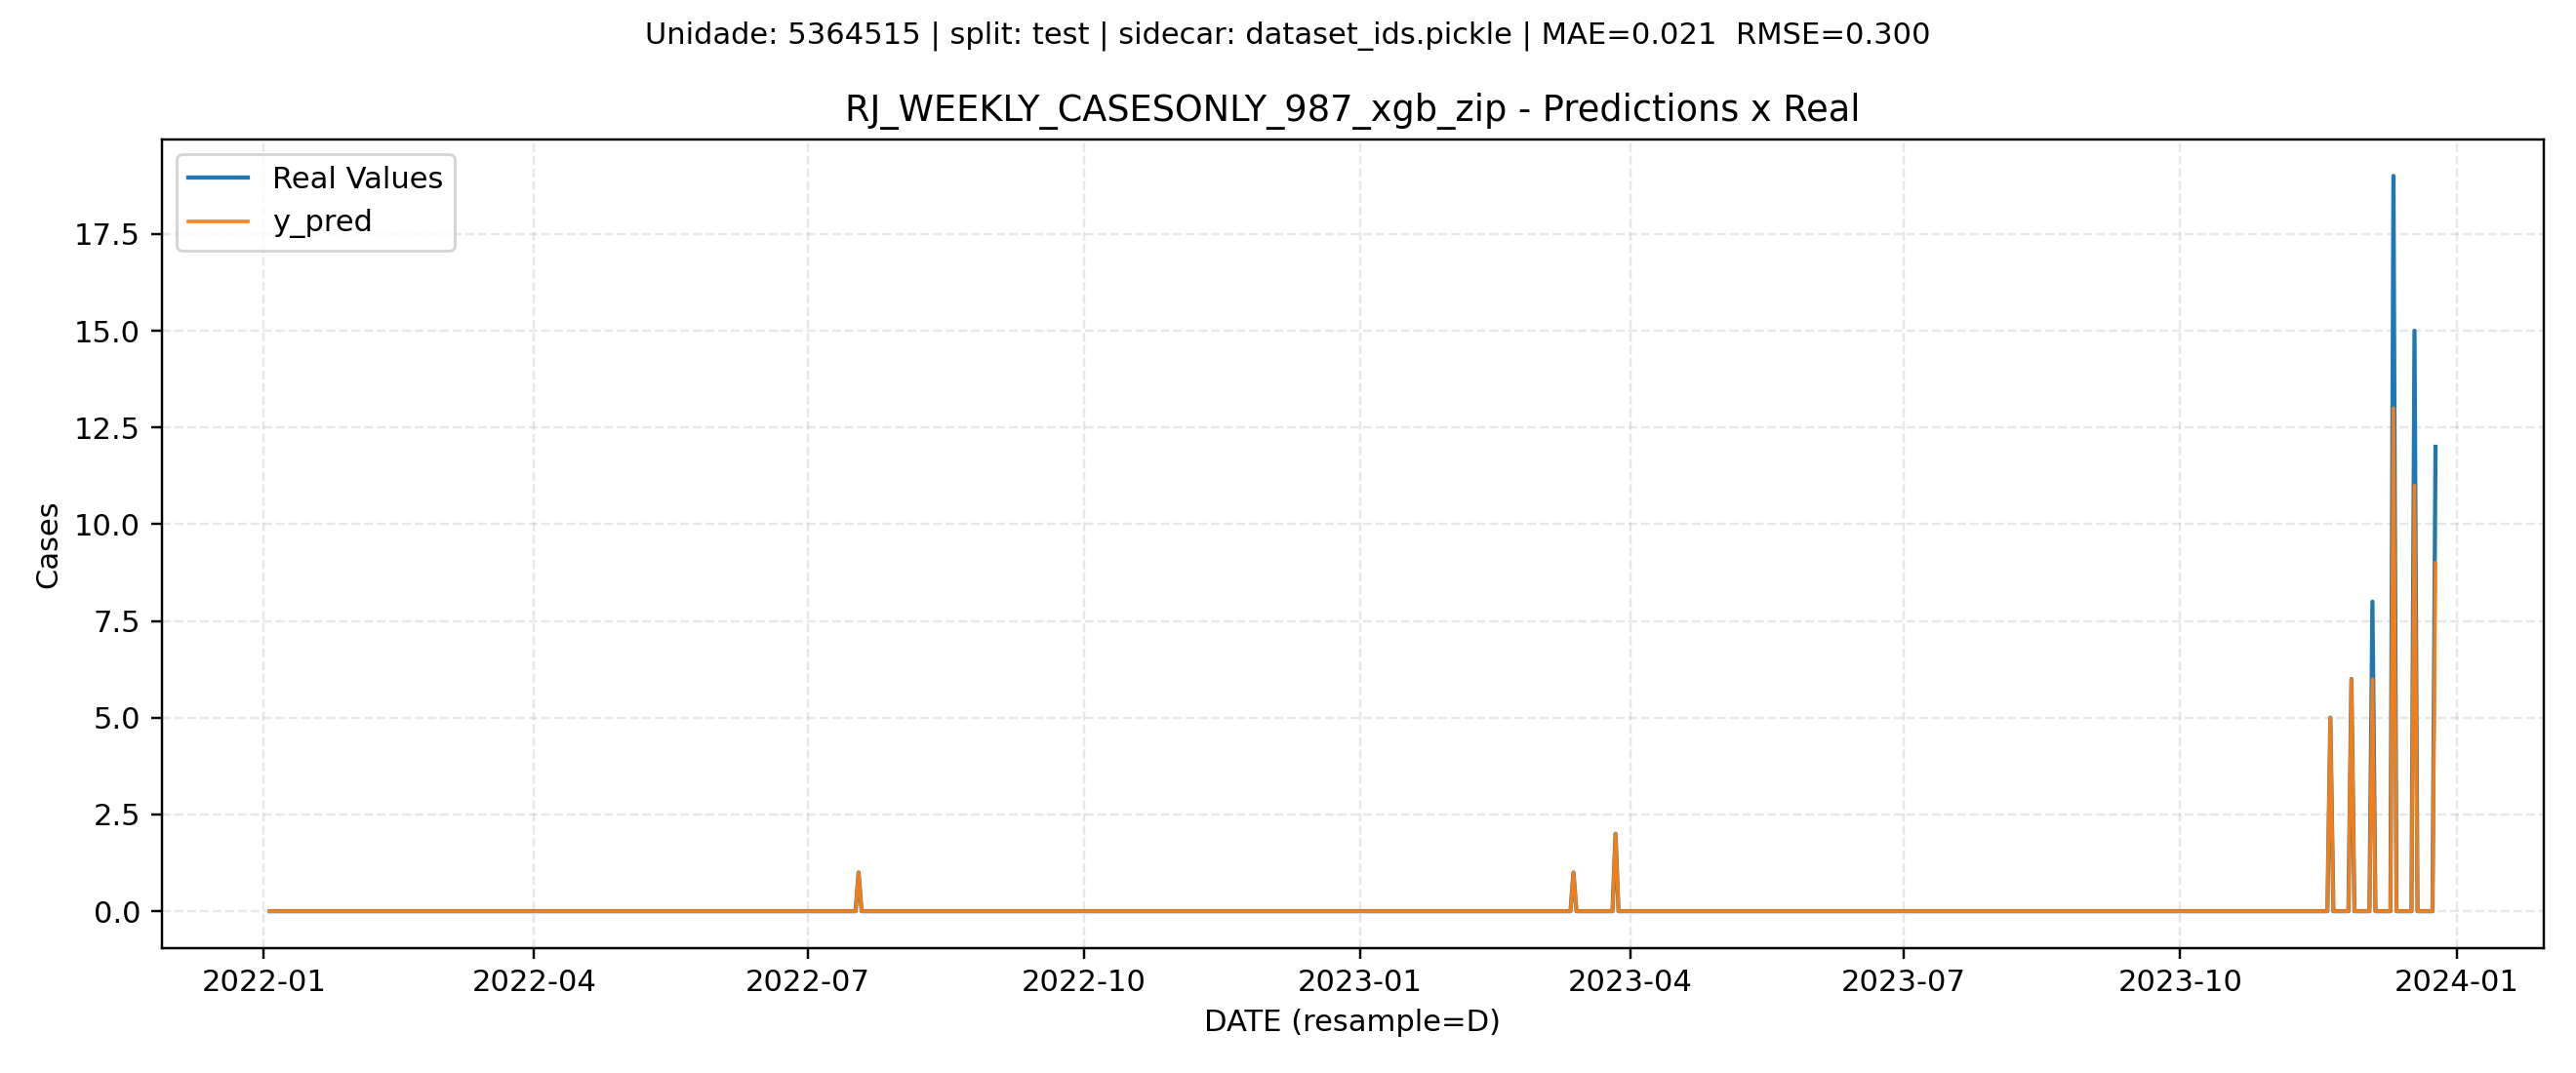 Unidade: 5364515 | split: test | sidecar: dataset_ids.pickle | MAE=0.021  RMSE=0.300
RJ_WEEKLY_CASESONLY_987_xgb_zip - Predictions x Real
Real Values
y_pred
17.5
15.0
12.5
10.0
7.5
5.0
2.5
0.0
Cases
2022-01 2022-04 2022-07 2022-10 2023-01 2023-04 2023-07 2023-10 2024-01
DATE (resample=D)